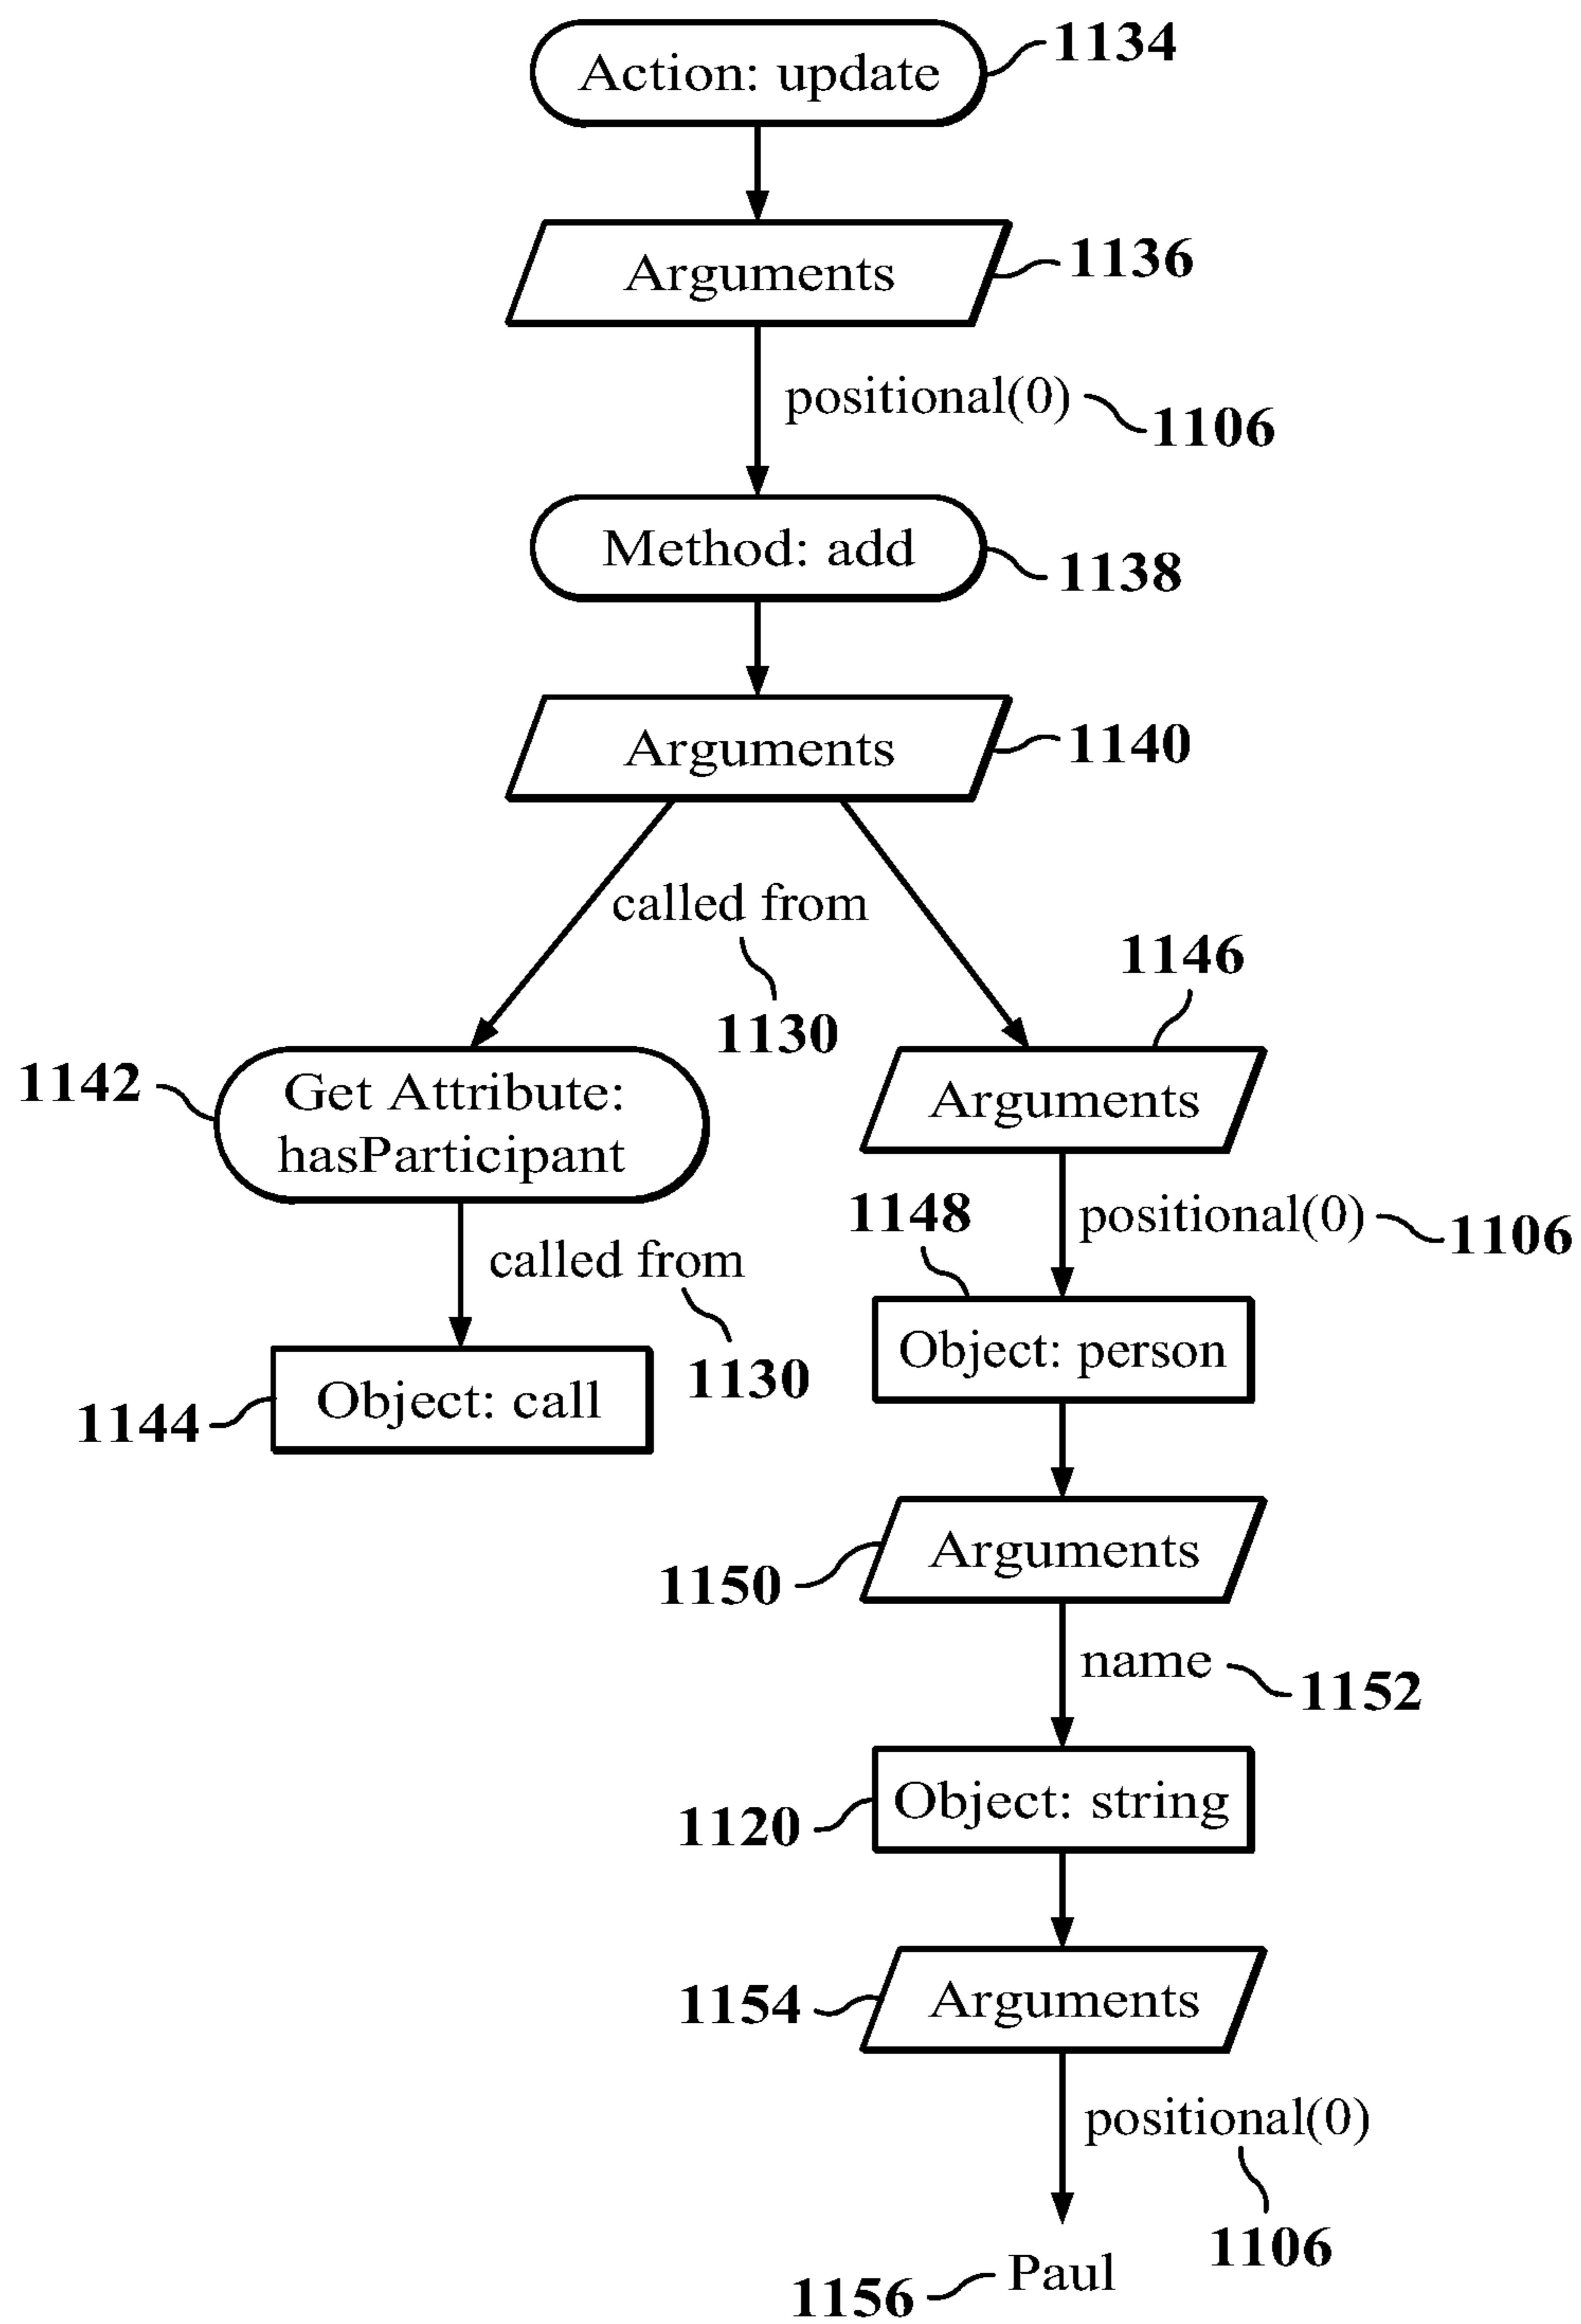 Action: update
1134
Arguments
1136
positional(0)
1106
Method: add
1138
Arguments
1140
called from
1130
1146
1142
Get Attribute:
hasParticipant
Arguments
1148
positional(0)
1106
called from
1130
Object: person
1144
Object: call
Arguments
1150
name
1152
Object: string
1120
Arguments
1154
positional(0)
1106
Paul
1156